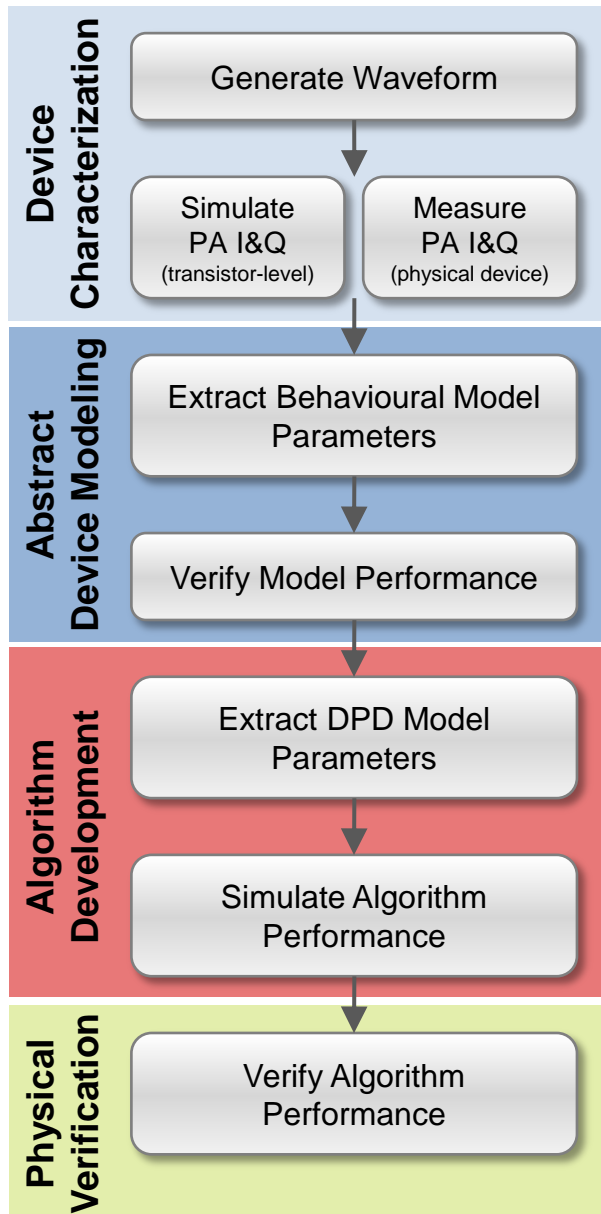 Device
Characterization
Generate Waveform
Simulate
PA I&Q
(transistor-level)
Measure
PA I&Q
(physical device)
Abstract
Device Modeling
Extract Behavioural Model
Parameters
Verify Model Performance
Algorithm
Development
Extract DPD Model
Parameters
Simulate Algorithm
Performance
Physical
Verification
Verify Algorithm
Performance